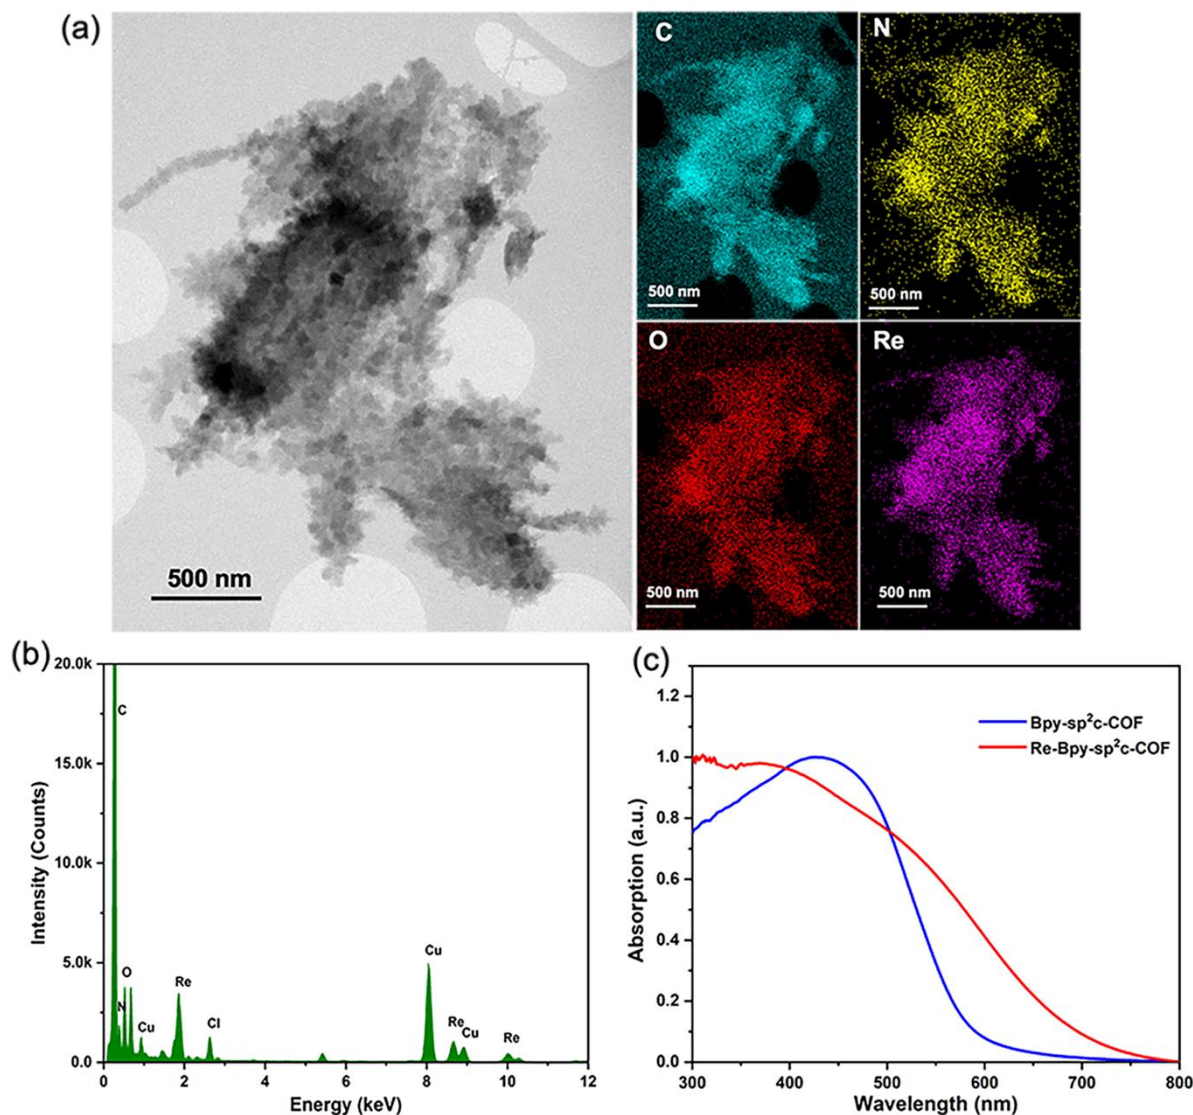 (a)
500 nm
C
500 nm
N
500 nm
O
500 nm
Re
500 nm
(b)
20.0k
15.0k
10.0k
5.0k
0.0
Intensity (Counts)
C
N
O
Cu
Re
Cl
Cu
Re
Cu
Re
0 2 4 6 8 10 12
Energy (keV)
(c)
1.2
1.0
0.8
0.6
0.4
0.2
0.0
Absorption (a.u.)
Bpy-sp²c-COF
Re-Bpy-sp²c-COF
300 400 500 600 700 800
Wavelength (nm)